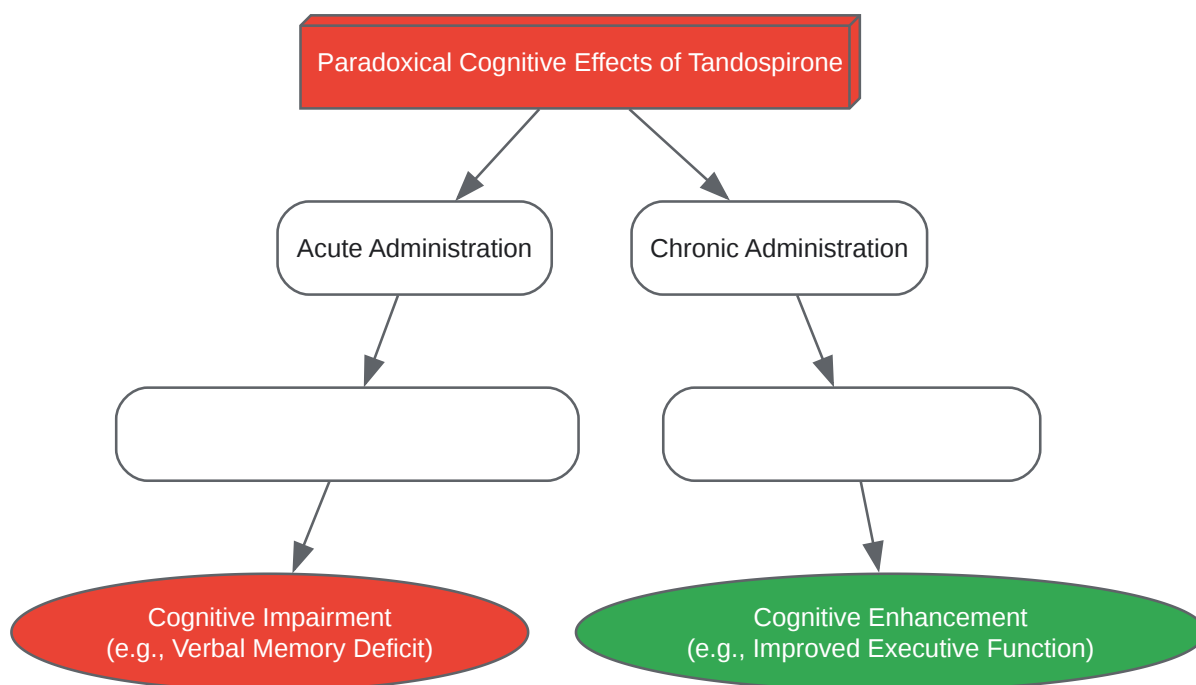 Paradoxical Cognitive Effects of Tandospirone
Acute Administration
Chronic Administration
Cognitive Impairment
(e.g., Verbal Memory Deficit)
Cognitive Enhancement
(e.g., Improved Executive Function)